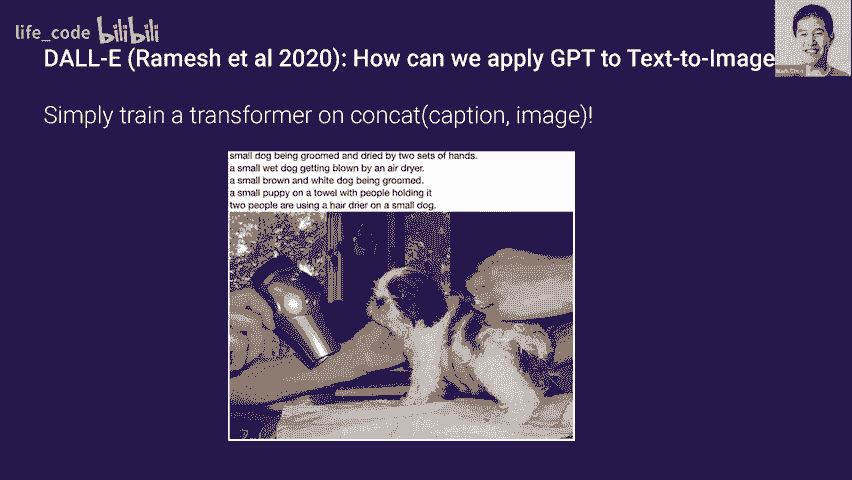 life_code bilibili
DALL-E (Ramesh et al 2020): How can we apply GPT to Text-to-Image
Simply train a transformer on concat(caption, image)!
small dog being groomed and dried by two sets of hands.
a small wet dog getting blown by an air dryer.
a small brown and white dog being groomed.
a small puppy on a towel with people holding it
two people are using a hair drier on a small dog.